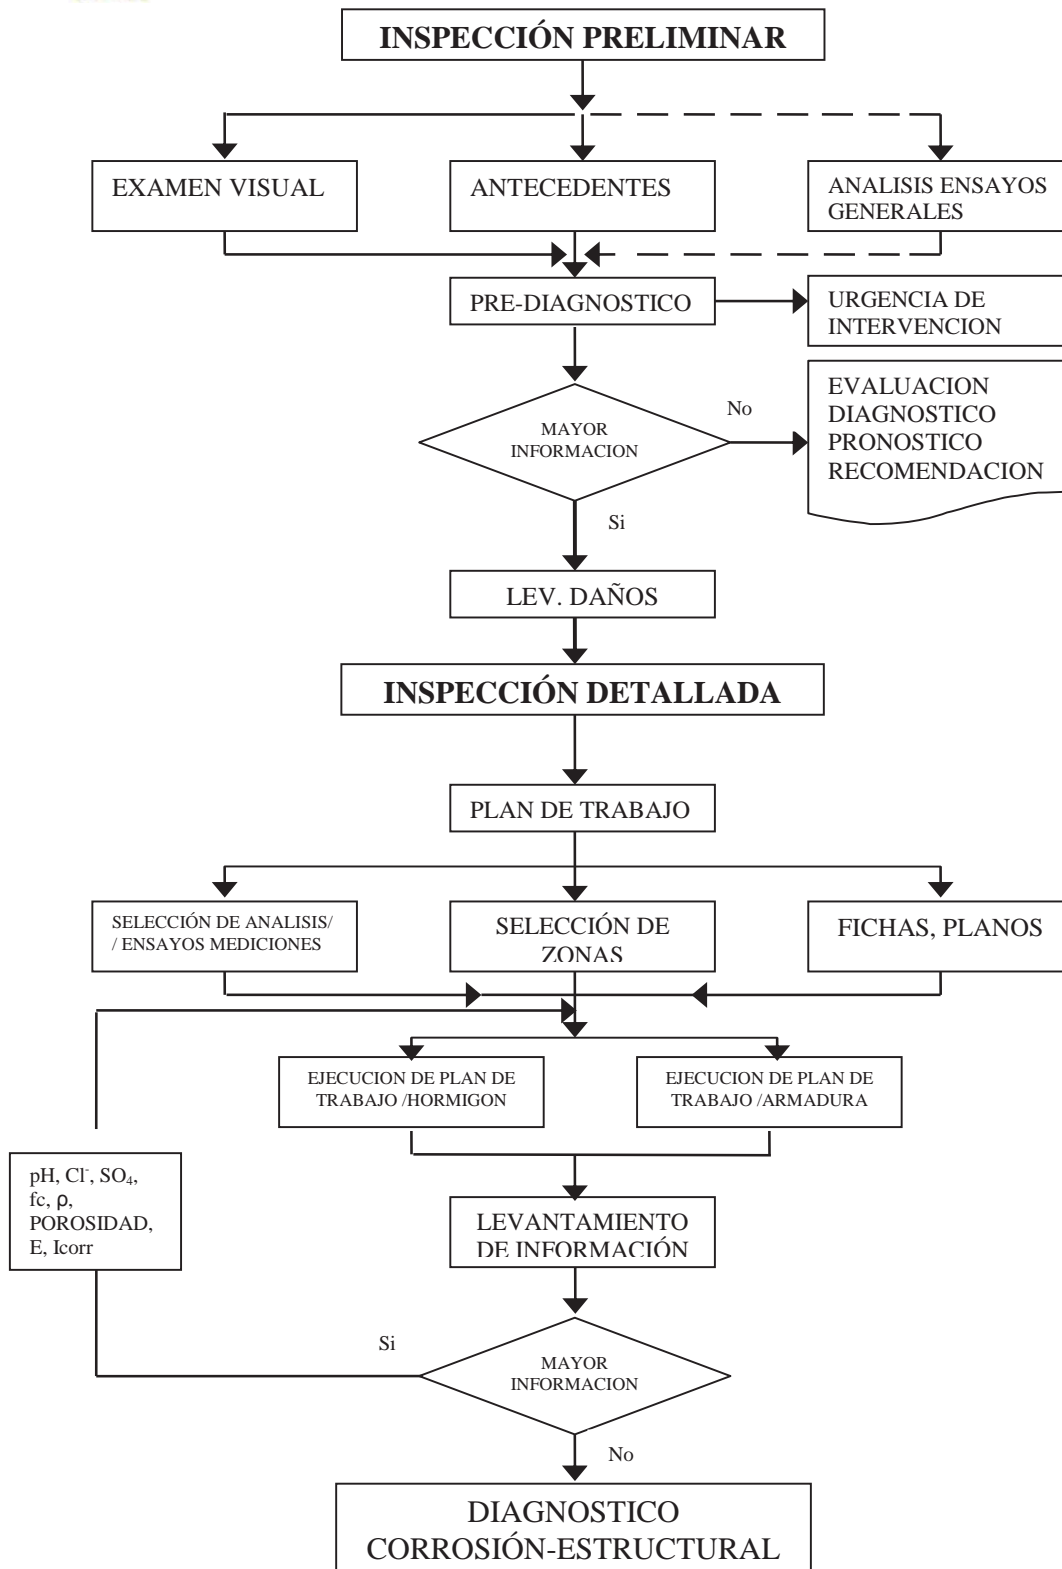 INSPECCIÓN PRELIMINAR
EXAMEN VISUAL
ANTECEDENTES
ANALISIS ENSAYOS
GENERALES
PRE-DIAGNOSTICO
URGENCIA DE
INTERVENCION
MAYOR
INFORMACION
No
EVALUACION
DIAGNOSTICO
PRONOSTICO
RECOMENDACION
Si
LEV. DAÑOS
INSPECCIÓN DETALLADA
PLAN DE TRABAJO
SELECCIÓN DE ANALISIS/
/ ENSAYOS MEDICIONES
SELECCIÓN DE
ZONAS
FICHAS, PLANOS
EJECUCION DE PLAN DE
TRABAJO /HORMIGON
EJECUCION DE PLAN DE
TRABAJO /ARMADURA
pH, Cl⁻, SO₄,
fc, ρ,
POROSIDAD,
E, Icorr
LEVANTAMIENTO
DE INFORMACIÓN
Si
MAYOR
INFORMACION
No
DIAGNOSTICO
CORROSIÓN-ESTRUCTURAL